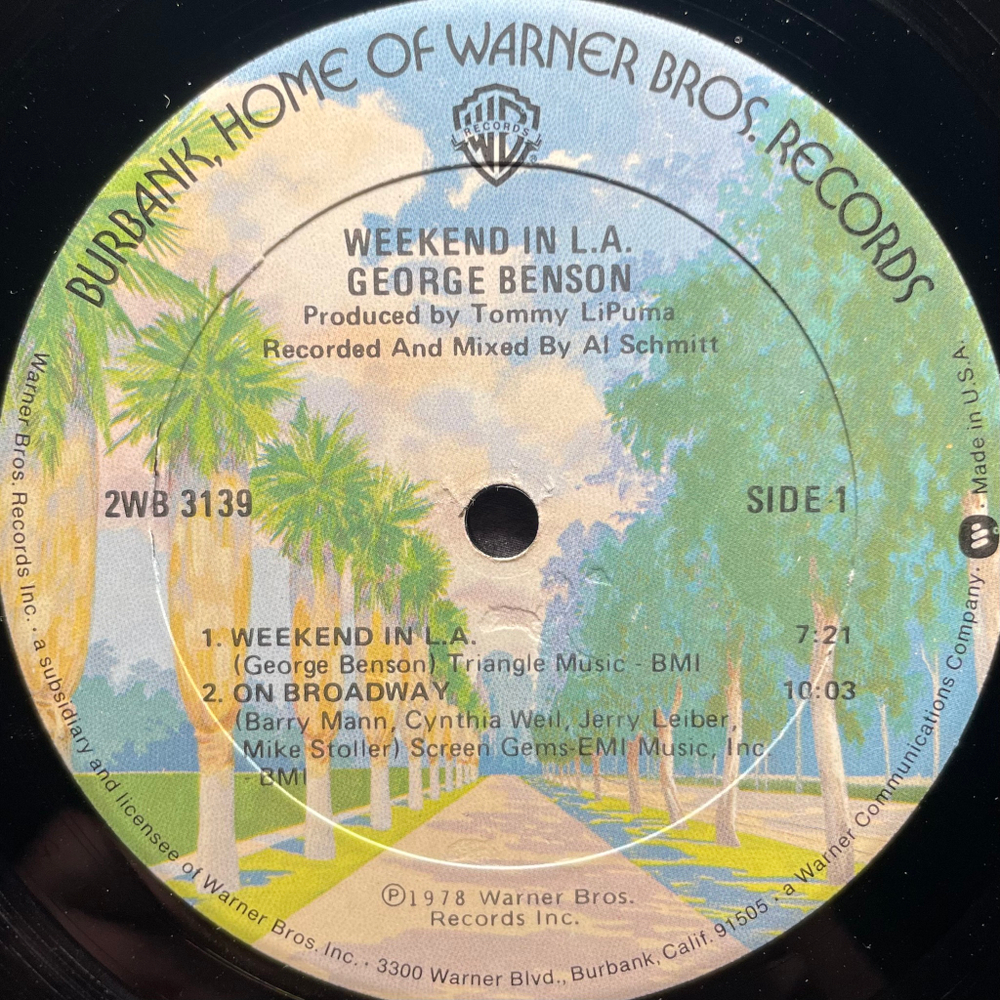 BURBANK, HOME OF WARNER BROS. RECORDS
RECORDS
WEEKEND IN L.A.
GEORGE BENSON
Produced by Tommy LiPuma
Recorded And Mixed By Al Schmitt
2WB 3139
SIDE 1
1. WEEKEND IN L.A. 7:21
(George Benson) Triangle Music - BMI
2. ON BROADWAY 10:03
(Barry Mann, Cynthia Weil, Jerry Leiber,
Mike Stoller) Screen Gems-EMI Music, Inc.
- BMI
℗1978 Warner Bros.
Records Inc.
Warner Bros. Records Inc. • a subsidiary and licensee of Warner Bros. Inc. • 3300 Warner Blvd., Burbank, Calif. 91505 • a Warner Communications Company. • Made in U.S.A.